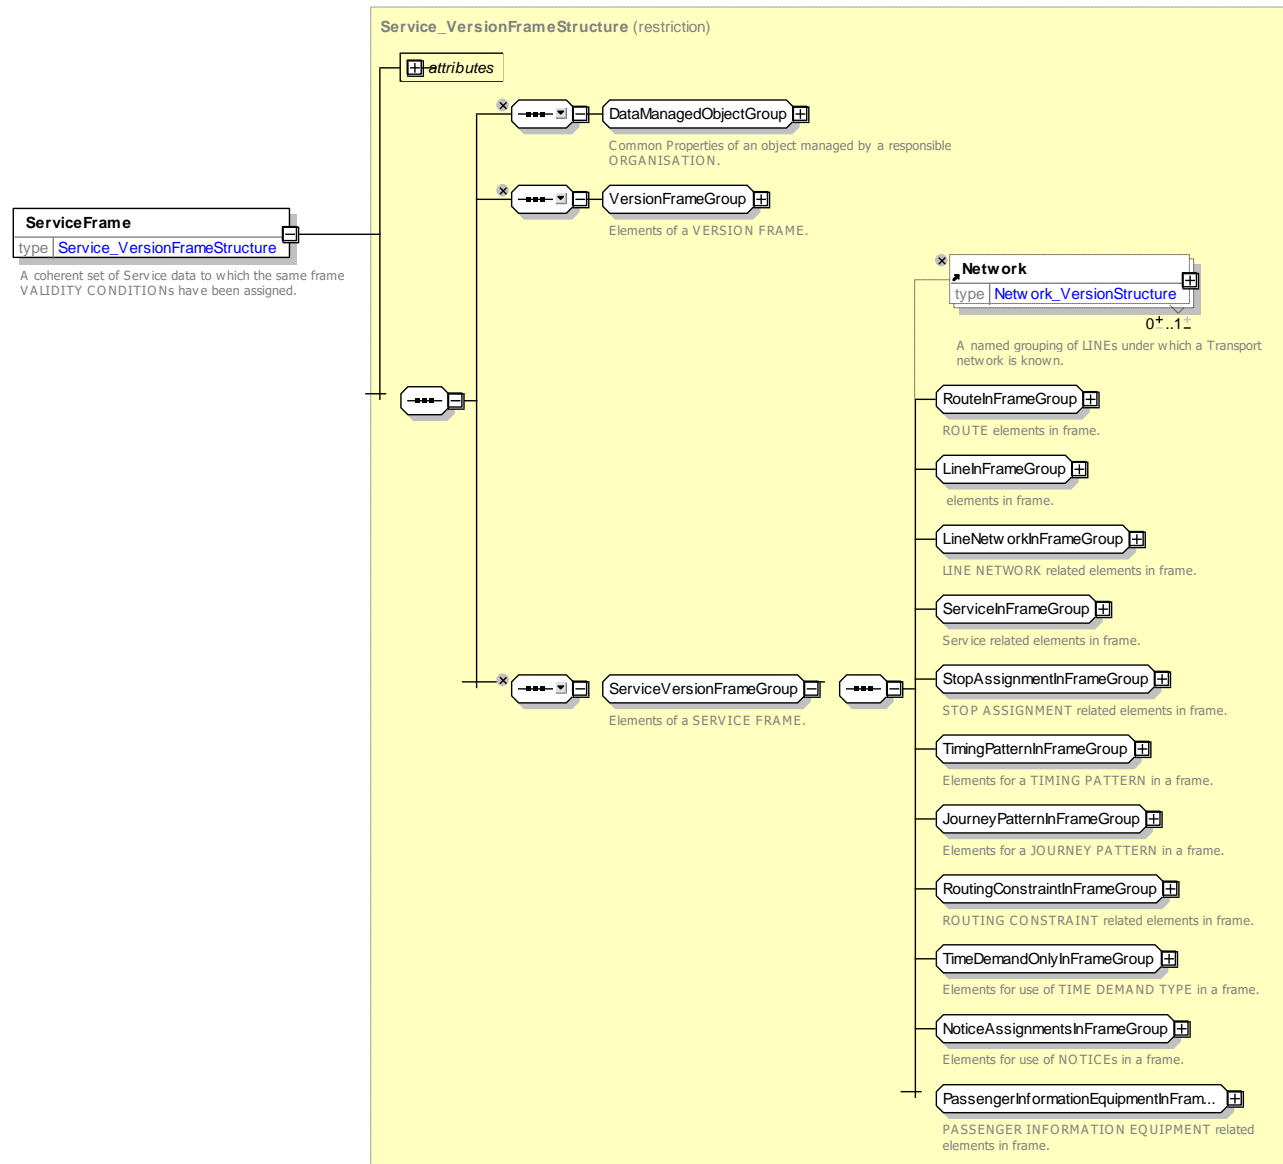 Service_VersionFrameStructure (restriction)
attributes
DataManagedObjectGroup
Common Properties of an object managed by a responsible
ORGANISATION.
VersionFrameGroup
Elements of a VERSION FRAME.
ServiceFrame
type Service_VersionFrameStructure
A coherent set of Service data to which the same frame
VALIDITY CONDITIONs have been assigned.
Network
type Network_VersionStructure
0..1
A named grouping of LINEs under which a Transport
network is known.
RouteInFrameGroup
ROUTE elements in frame.
LineInFrameGroup
elements in frame.
LineNetworkInFrameGroup
LINE NETWORK related elements in frame.
ServiceInFrameGroup
Service related elements in frame.
ServiceVersionFrameGroup
Elements of a SERVICE FRAME.
StopAssignmentInFrameGroup
STOP ASSIGNMENT related elements in frame.
TimingPatternInFrameGroup
Elements for a TIMING PATTERN in a frame.
JourneyPatternInFrameGroup
Elements for a JOURNEY PATTERN in a frame.
RoutingConstraintInFrameGroup
ROUTING CONSTRAINT related elements in frame.
TimeDemandOnlyInFrameGroup
Elements for use of TIME DEMAND TYPE in a frame.
NoticeAssignmentsInFrameGroup
Elements for use of NOTICEs in a frame.
PassengerInformationEquipmentInFram...
PASSENGER INFORMATION EQUIPMENT related
elements in frame.